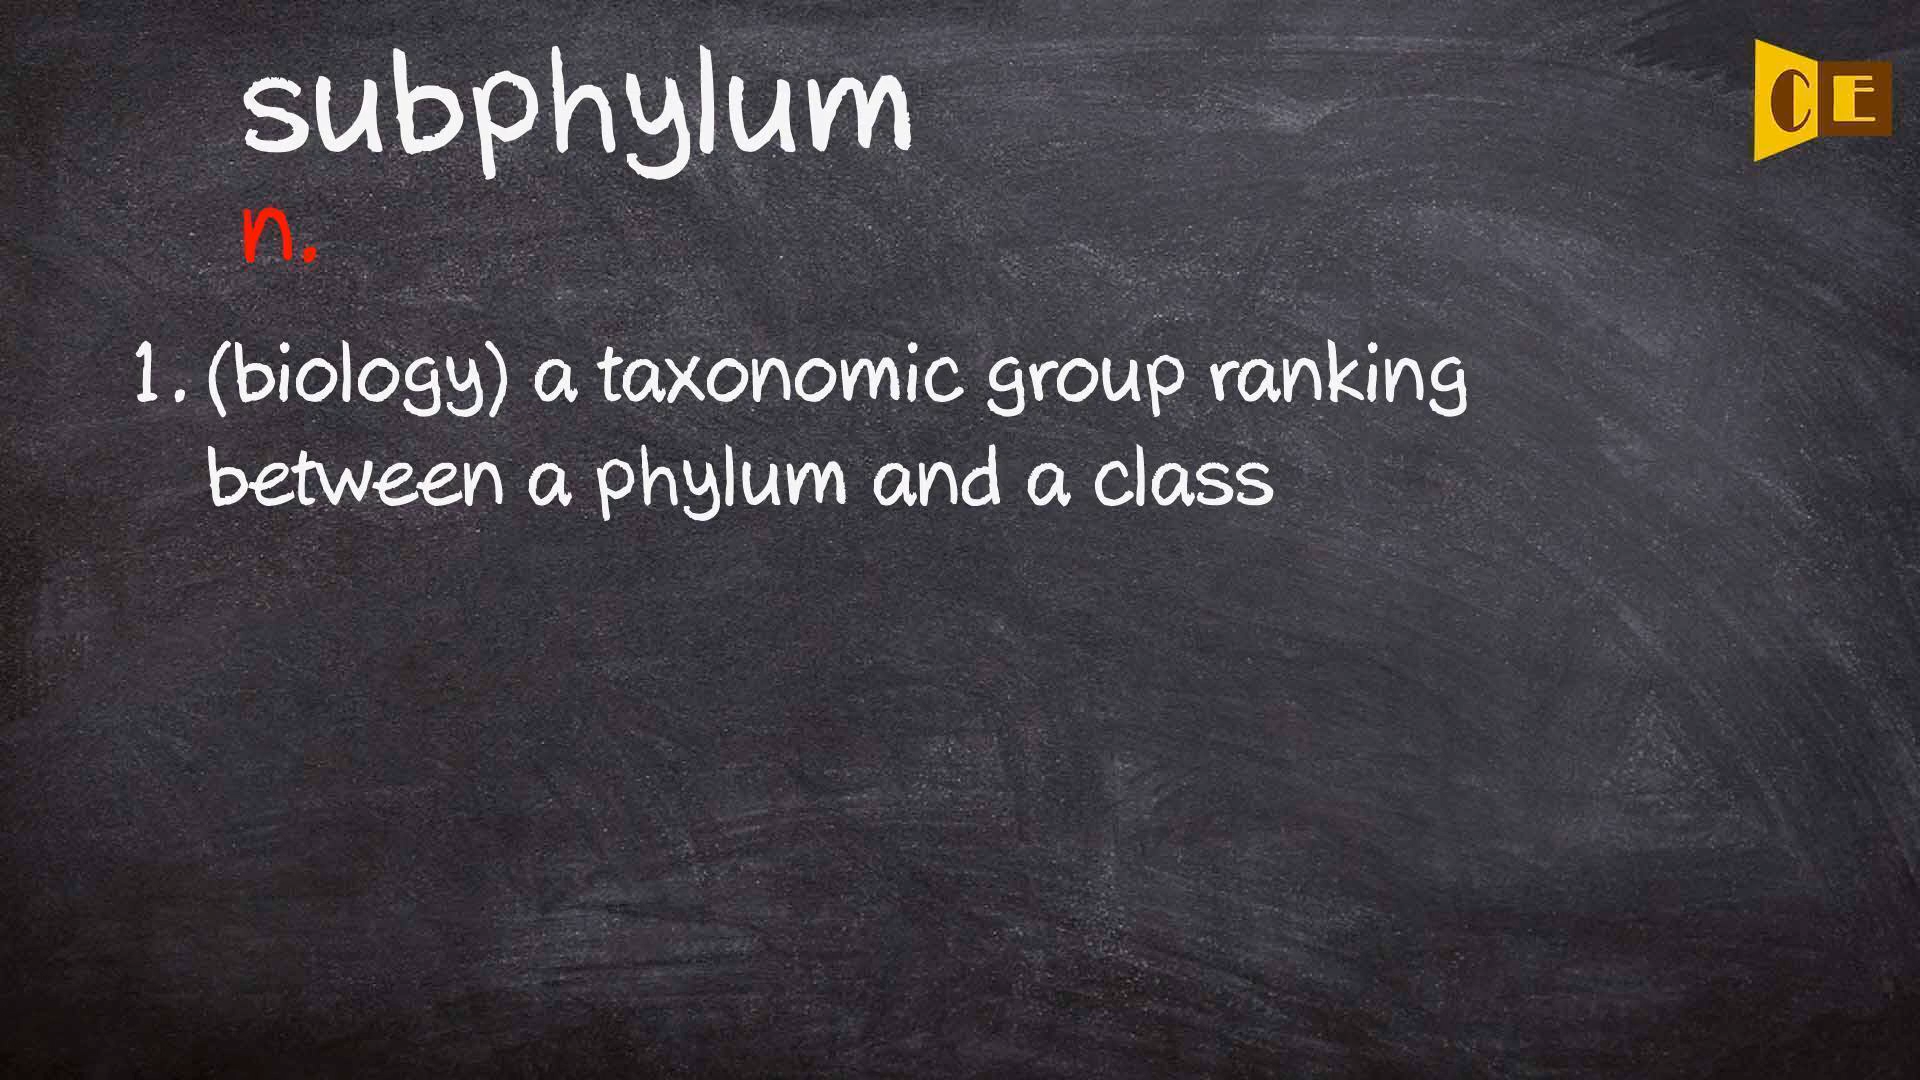 subphylum
CE
n.
1. (biology) a taxonomic group ranking
between a phylum and a class